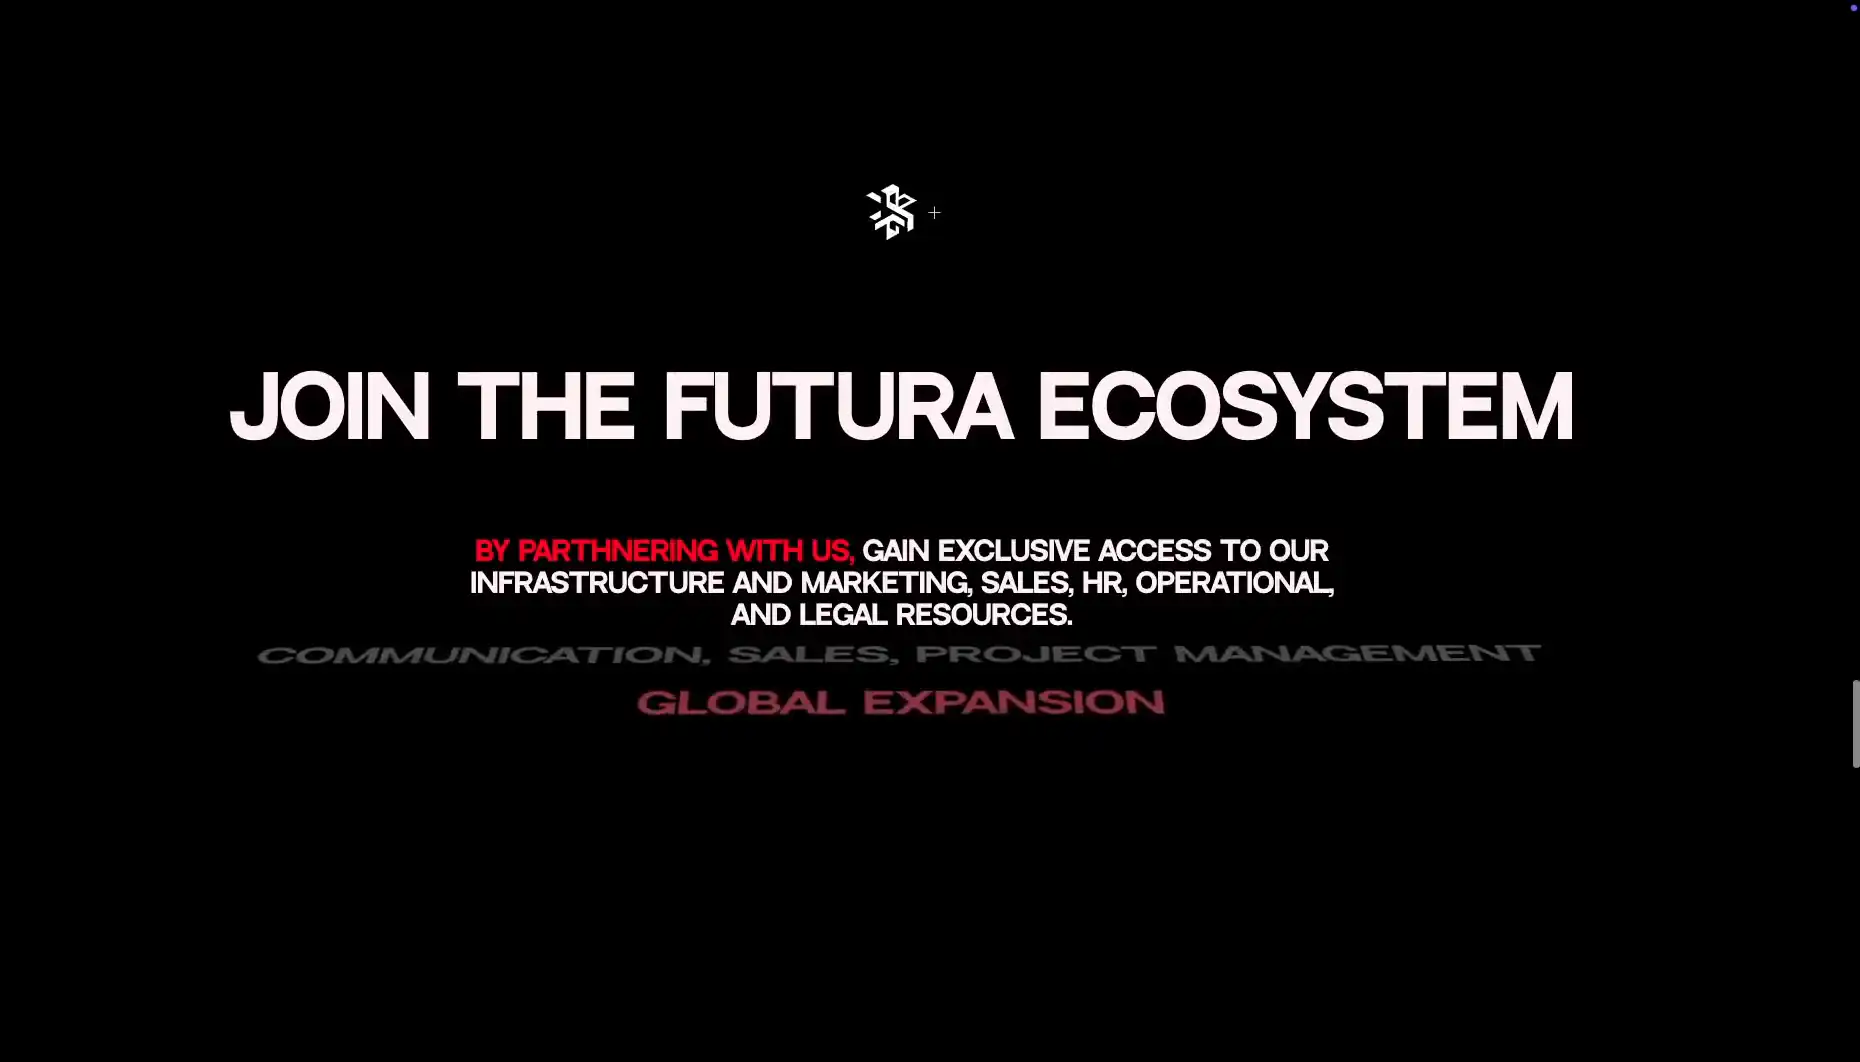 JOIN THE FUTURA ECOSYSTEM
BY PARTHNERING WITH US, GAIN EXCLUSIVE ACCESS TO OUR
INFRASTRUCTURE AND MARKETING, SALES, HR, OPERATIONAL,
AND LEGAL RESOURCES.
COMMUNICATION, SALES, PROJECT MANAGEMENT
GLOBAL EXPANSION